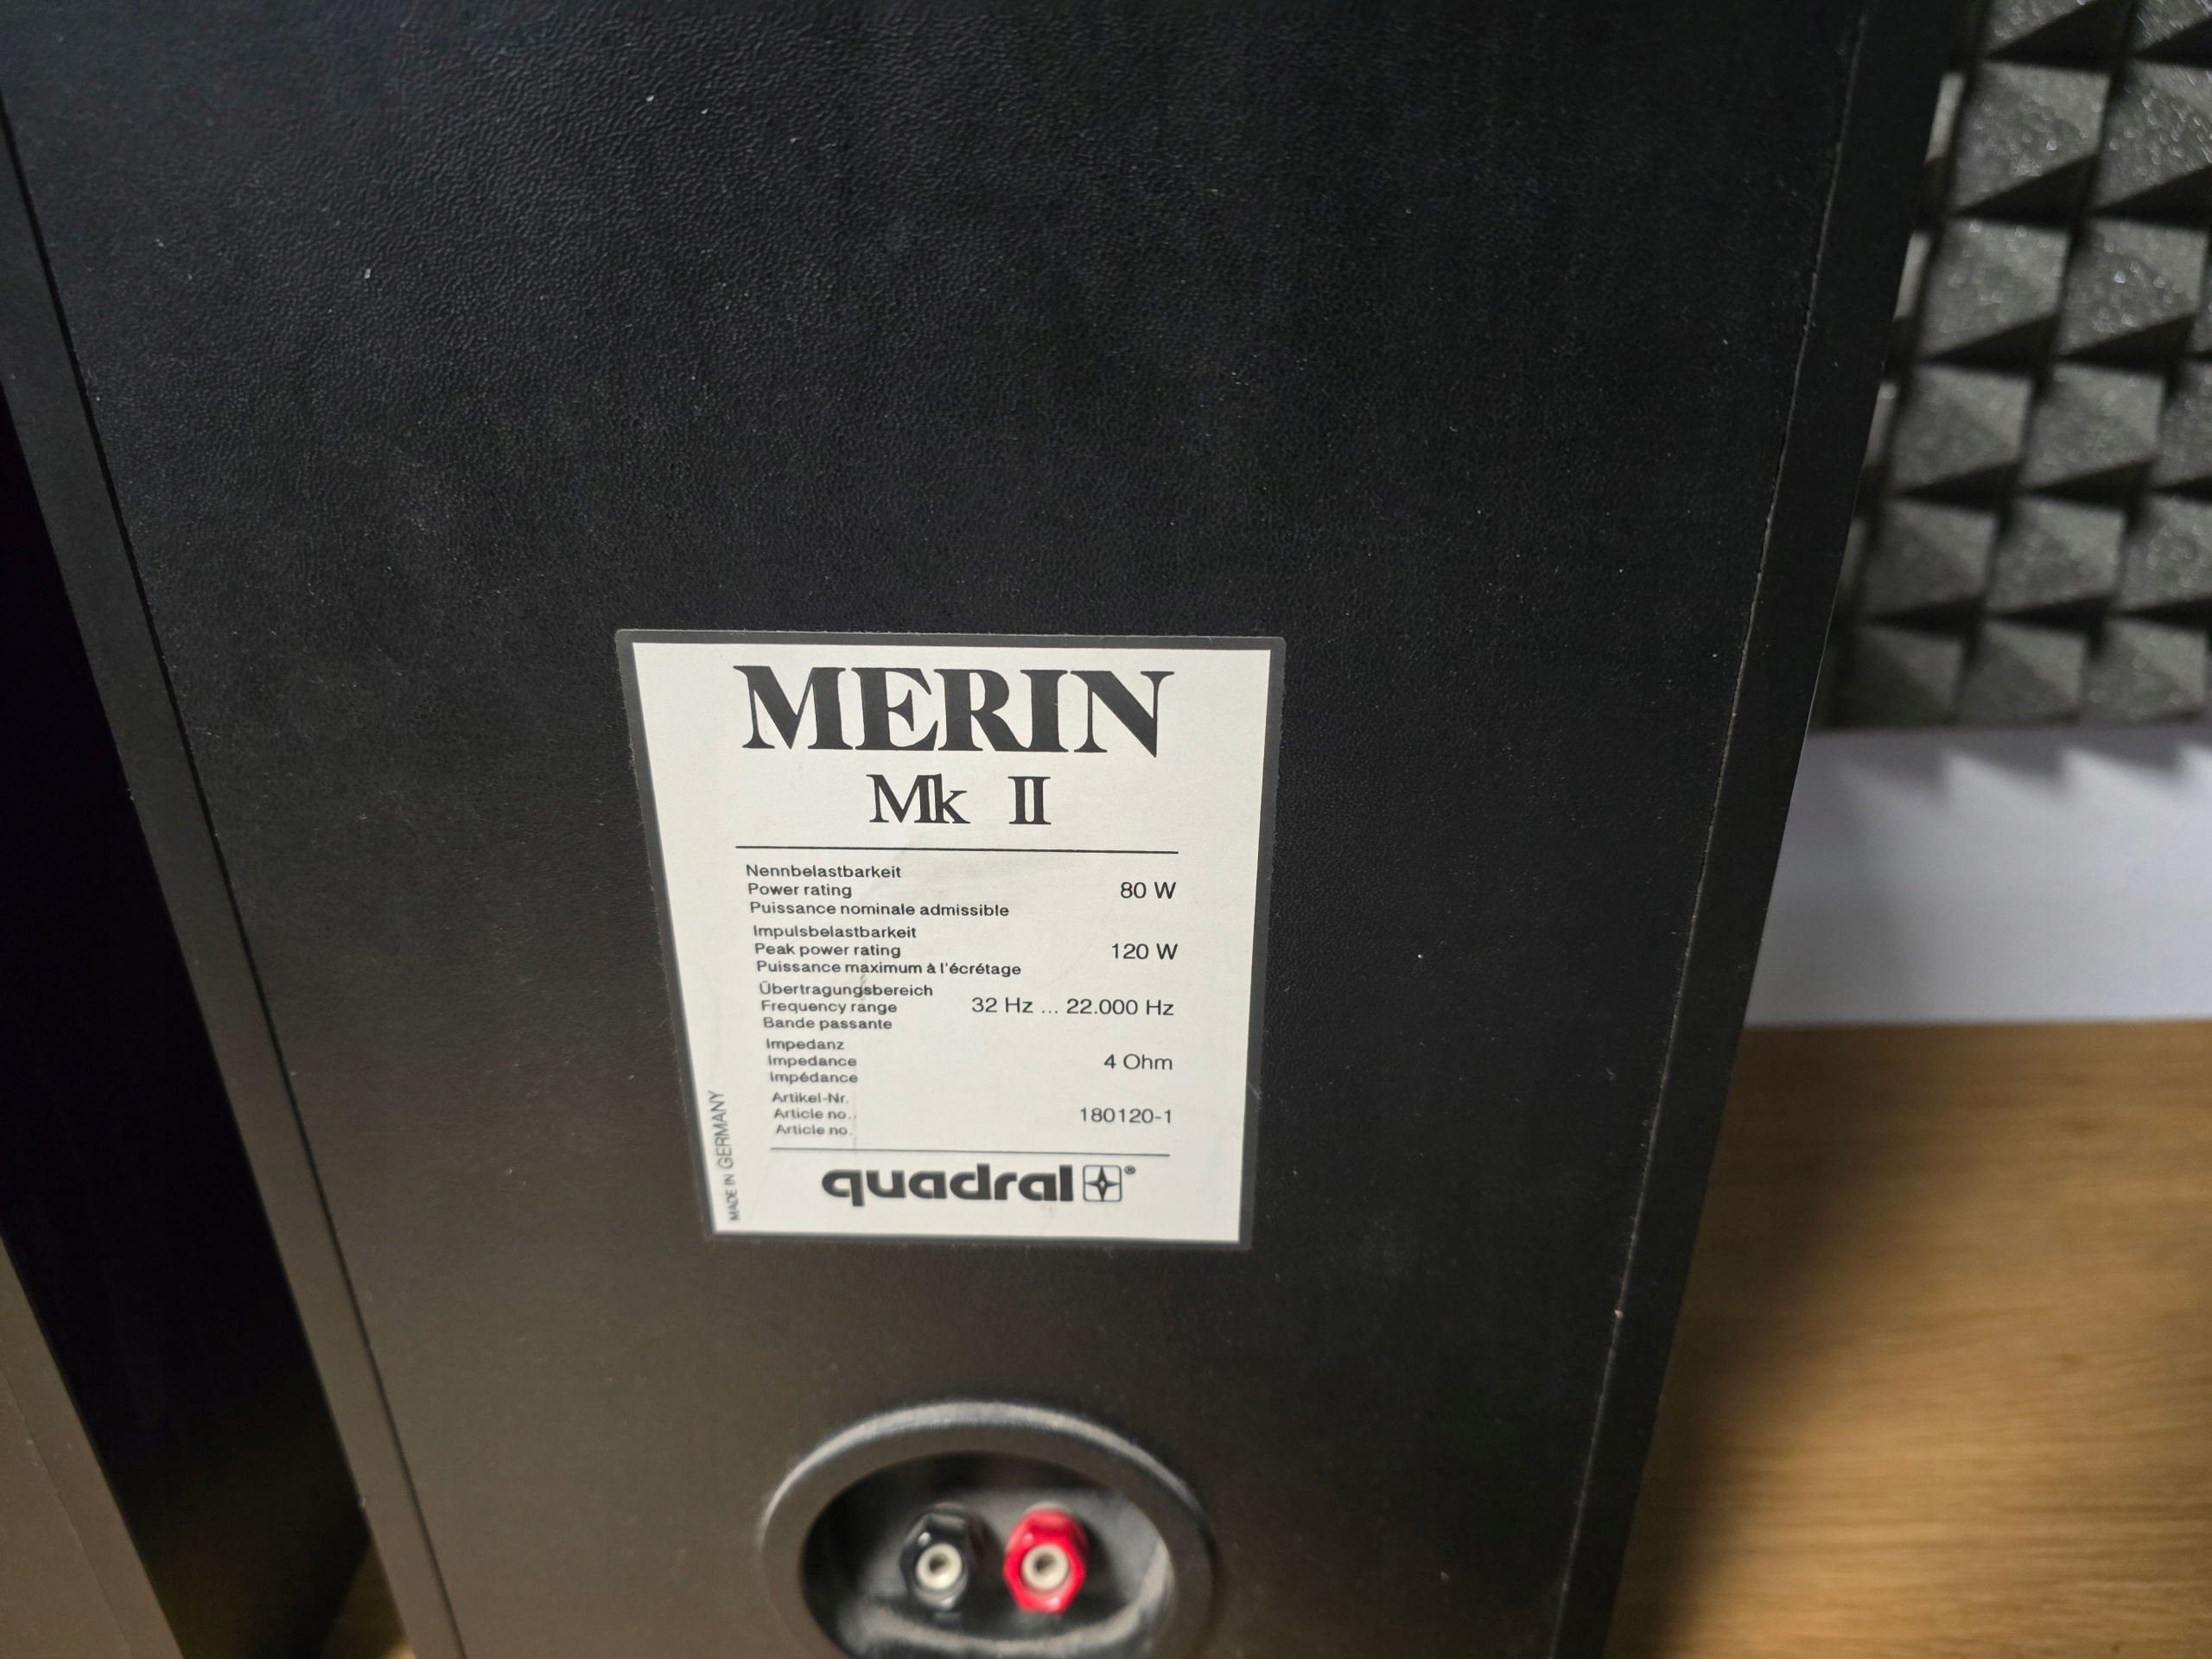 MERIN
Mk II
Nennbelastbarkeit
Power rating 80 W
Puissance nominale admissible
Impulsbelastbarkeit
Peak power rating 120 W
Puissance maximum à l'écrétage
Übertragungsbereich
Frequency range 32 Hz ... 22.000 Hz
Bande passante
Impedanz
Impedance 4 Ohm
Impédance
Artikel-Nr.
Article no. 180120-1
Article no.
MADE IN GERMANY
quadral®